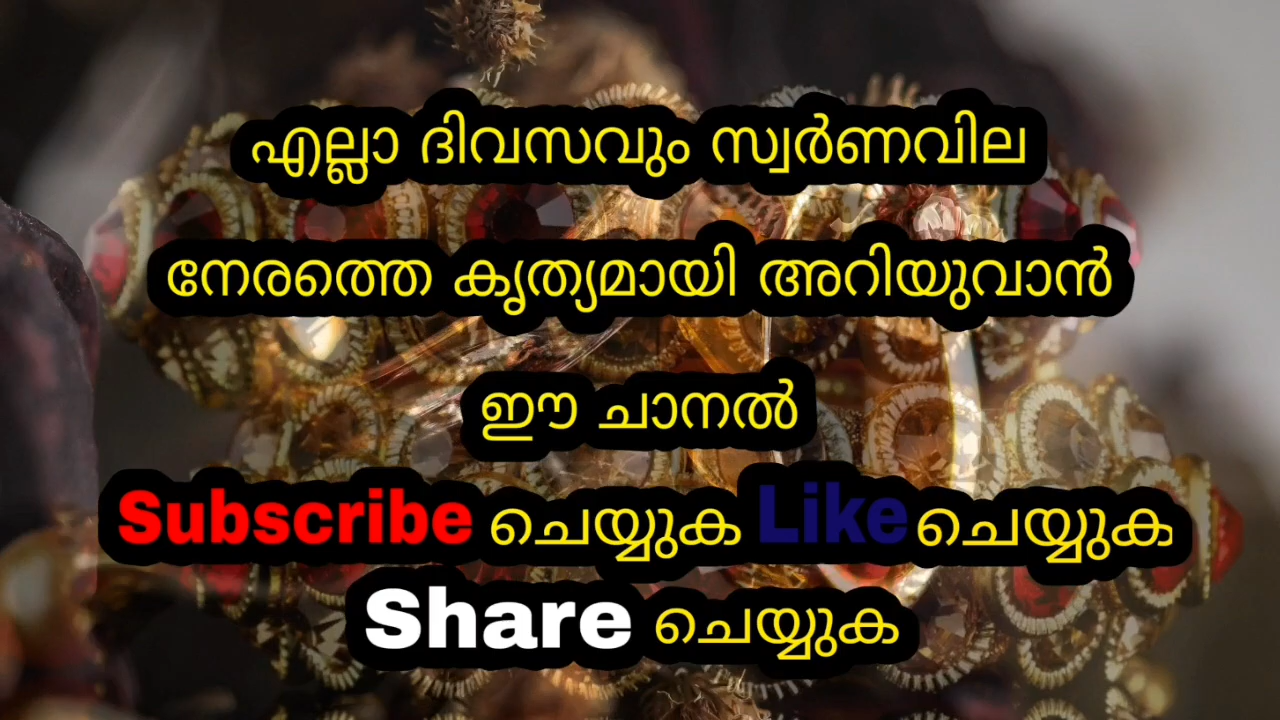 എല്ലാ ദിവസവും സ്വർണവില
നേരത്തെ കൃത്യമായി അറിയുവാൻ
ഈ ചാനൽ
Subscribe ചെയ്യുക Like ചെയ്യുക
Share ചെയ്യുക